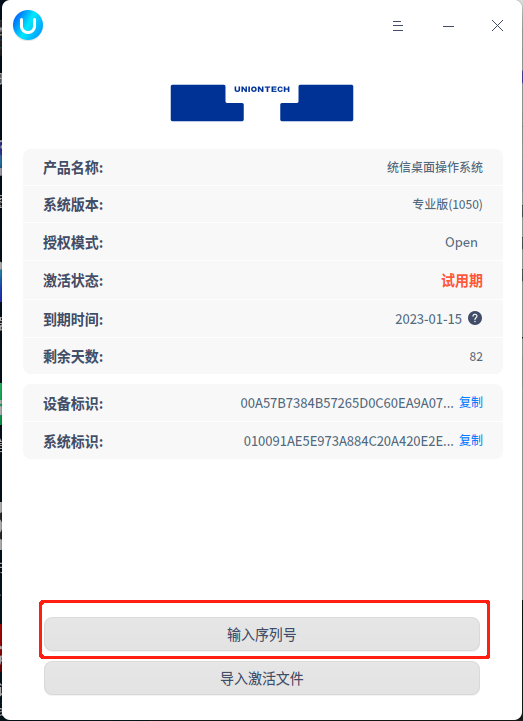 UNIONTECH
产品名称: 统信桌面操作系统
系统版本: 专业版(1050)
授权模式: Open
激活状态: 试用期
到期时间: 2023-01-15 ?
剩余天数: 82
设备标识: 00A57B7384B57265D0C60EA9A07... 复制
系统标识: 010091AE5E973A884C20A420E2E... 复制
输入序列号
导入激活文件